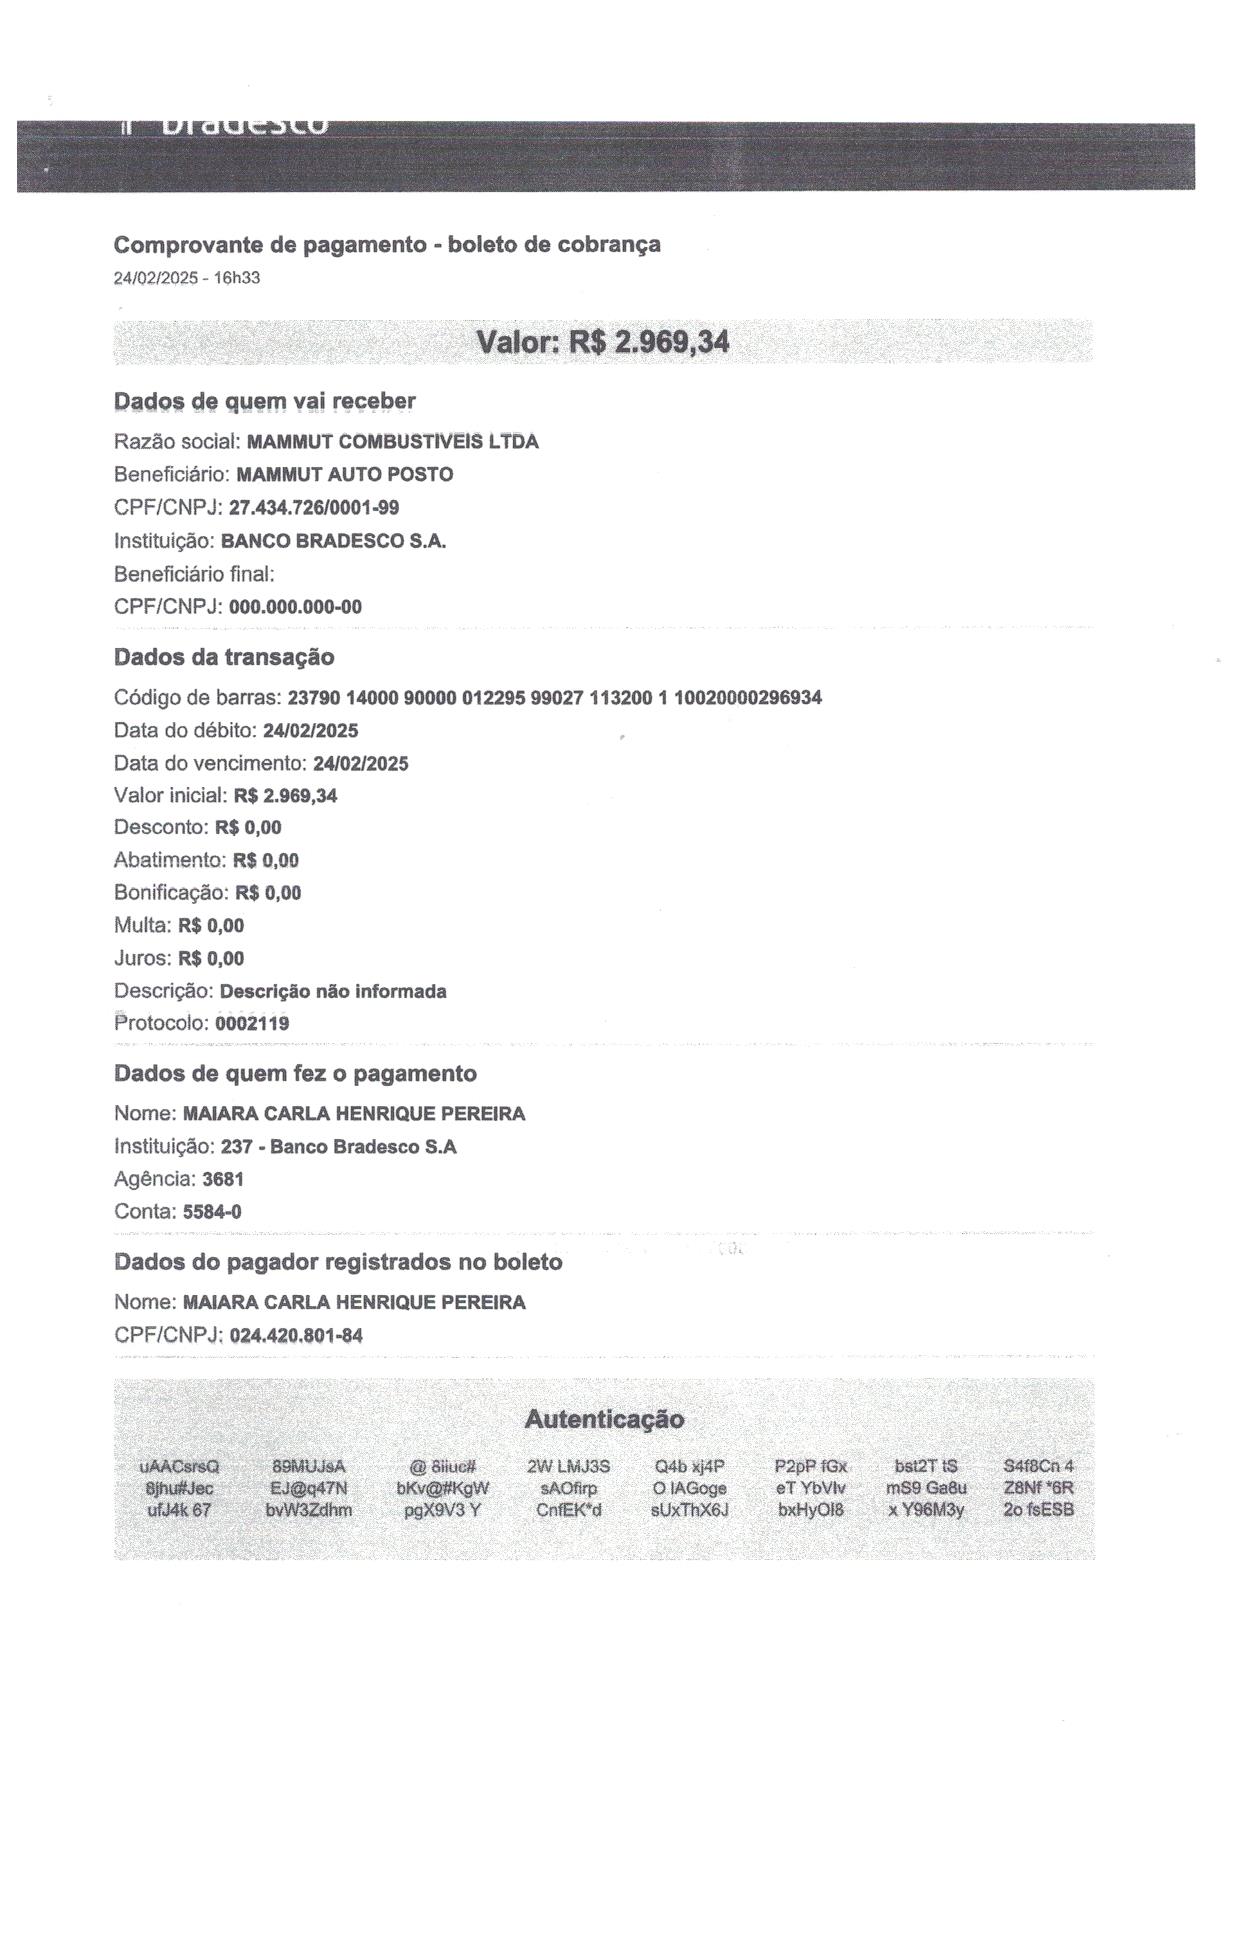 bradesco
Comprovante de pagamento - boleto de cobrança
24/02/2025 - 16h33
Valor: R$ 2.969,34
Dados de quem vai receber
Razão social: MAMMUT COMBUSTIVEIS LTDA
Beneficiário: MAMMUT AUTO POSTO
CPF/CNPJ: 27.434.726/0001-99
Instituição: BANCO BRADESCO S.A.
Beneficiário final:
CPF/CNPJ: 000.000.000-00
Dados da transação
Código de barras: 23790 14000 90000 012295 99027 113200 1 10020000296934
Data do débito: 24/02/2025
Data do vencimento: 24/02/2025
Valor inicial: R$ 2.969,34
Desconto: R$ 0,00
Abatimento: R$ 0,00
Bonificação: R$ 0,00
Multa: R$ 0,00
Juros: R$ 0,00
Descrição: Descrição não informada
Protocolo: 0002119
Dados de quem fez o pagamento
Nome: MAIARA CARLA HENRIQUE PEREIRA
Instituição: 237 - Banco Bradesco S.A
Agência: 3681
Conta: 5584-0
Dados do pagador registrados no boleto
Nome: MAIARA CARLA HENRIQUE PEREIRA
CPF/CNPJ: 024.420.801-84
Autenticação
uAACsrsQ 89MUJsA @ 8iiuc# 2W LMJ3S Q4b xj4P P2pP fGx bst2T tS S4f8Cn 4
8jhu#Jec EJ@q47N bKv@#KgW sAOfirp O lAGoge eT YbVlv mS9 Ga8u Z8Nf *6R
ufJ4k 67 bvW3Zdhm pgX9V3 Y CnfEK*d sUxThX6J bxHyOl8 x Y96M3y 2o fsESB